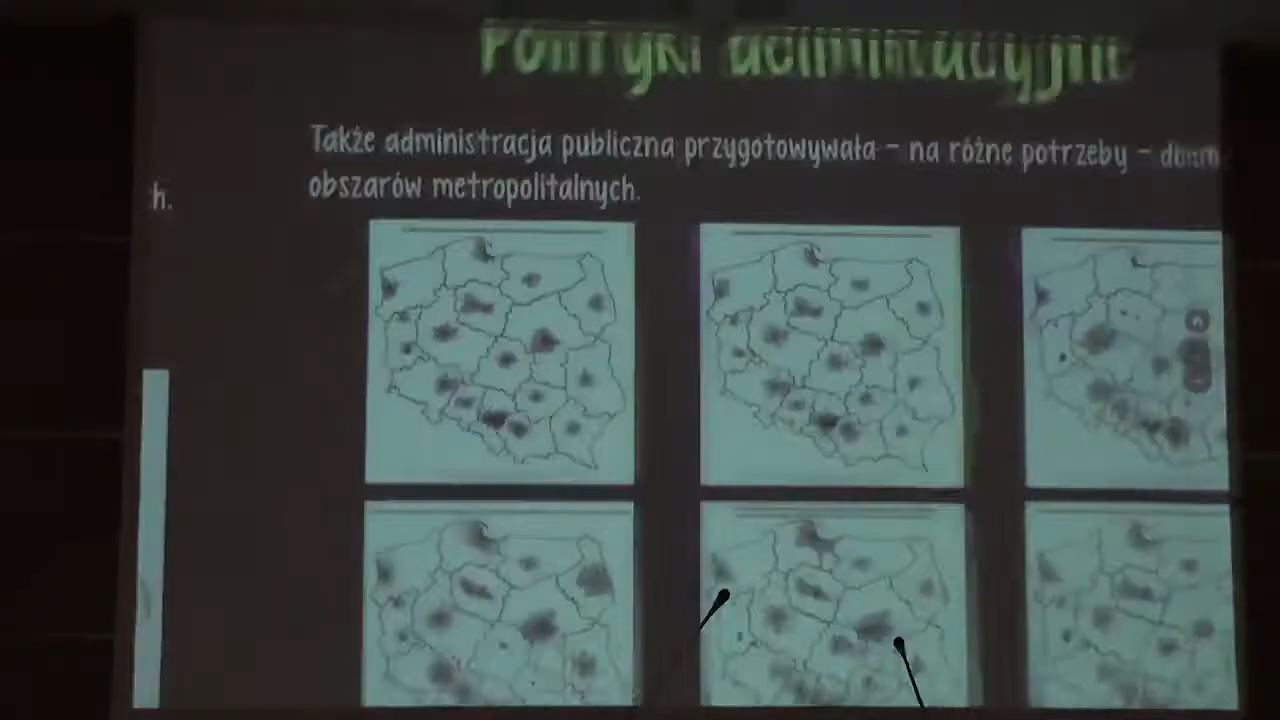 Także administracja publiczna przygotowywała – na różne potrzeby –
obszarów metropolitalnych.
h.